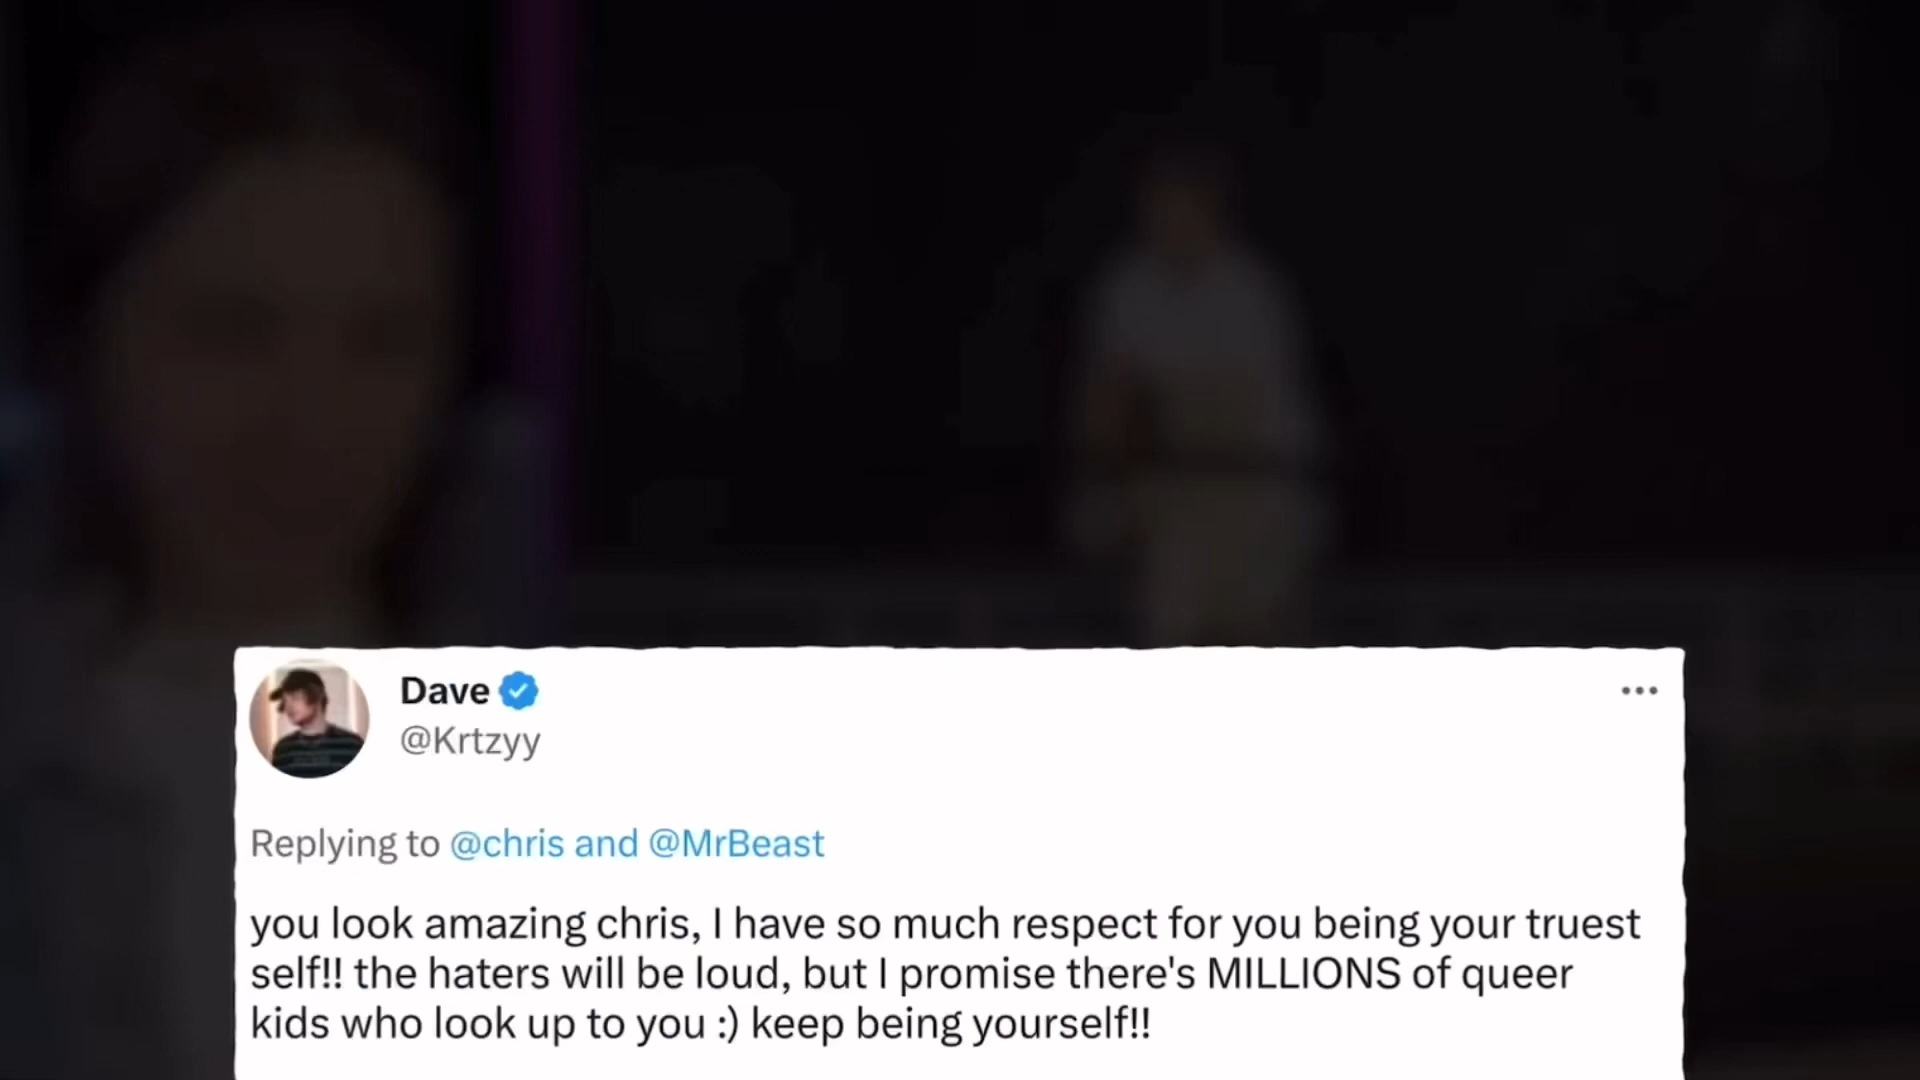 Dave
@Krtzyy
Replying to @chris and @MrBeast
you look amazing chris, I have so much respect for you being your truest
self!! the haters will be loud, but I promise there's MILLIONS of queer
kids who look up to you :) keep being yourself!!